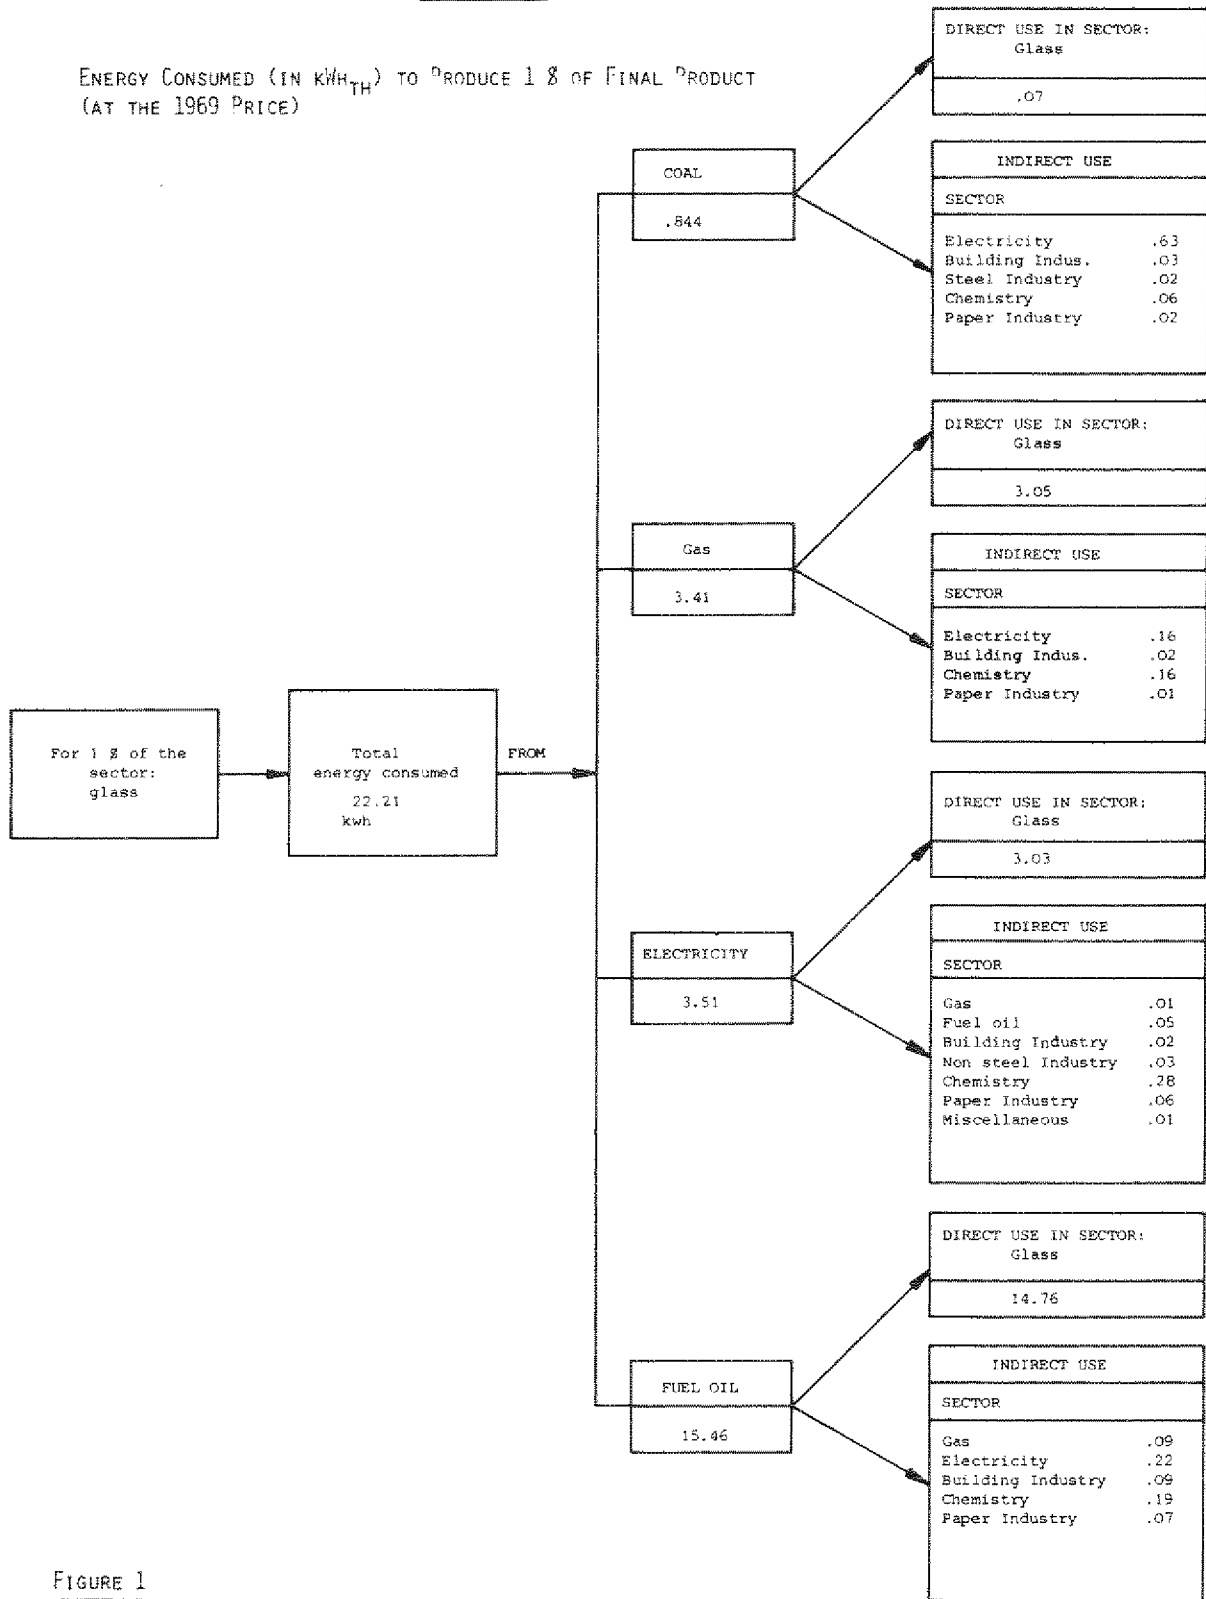 ENERGY CONSUMED (IN KWH_TH) TO PRODUCE 1 $ OF FINAL PRODUCT
(AT THE 1969 PRICE)
For 1 $ of the
sector:
glass
Total
energy consumed
22.21
kwh
FROM
COAL
.844
DIRECT USE IN SECTOR:
Glass
.07
INDIRECT USE
SECTOR
Electricity .63
Building Indus. .03
Steel Industry .02
Chemistry .06
Paper Industry .02
Gas
3.41
DIRECT USE IN SECTOR:
Glass
3.05
INDIRECT USE
SECTOR
Electricity .16
Building Indus. .02
Chemistry .16
Paper Industry .01
ELECTRICITY
3.51
DIRECT USE IN SECTOR:
Glass
3.03
INDIRECT USE
SECTOR
Gas .01
Fuel oil .05
Building Industry .02
Non steel Industry .03
Chemistry .28
Paper Industry .06
Miscellaneous .01
FUEL OIL
15.46
DIRECT USE IN SECTOR:
Glass
14.76
INDIRECT USE
SECTOR
Gas .09
Electricity .22
Building Industry .09
Chemistry .19
Paper Industry .07
FIGURE 1